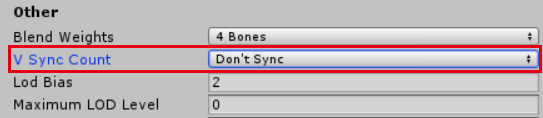 Other
Blend Weights 4 Bones
V Sync Count Don't Sync
Lod Bias 2
Maximum LOD Level 0